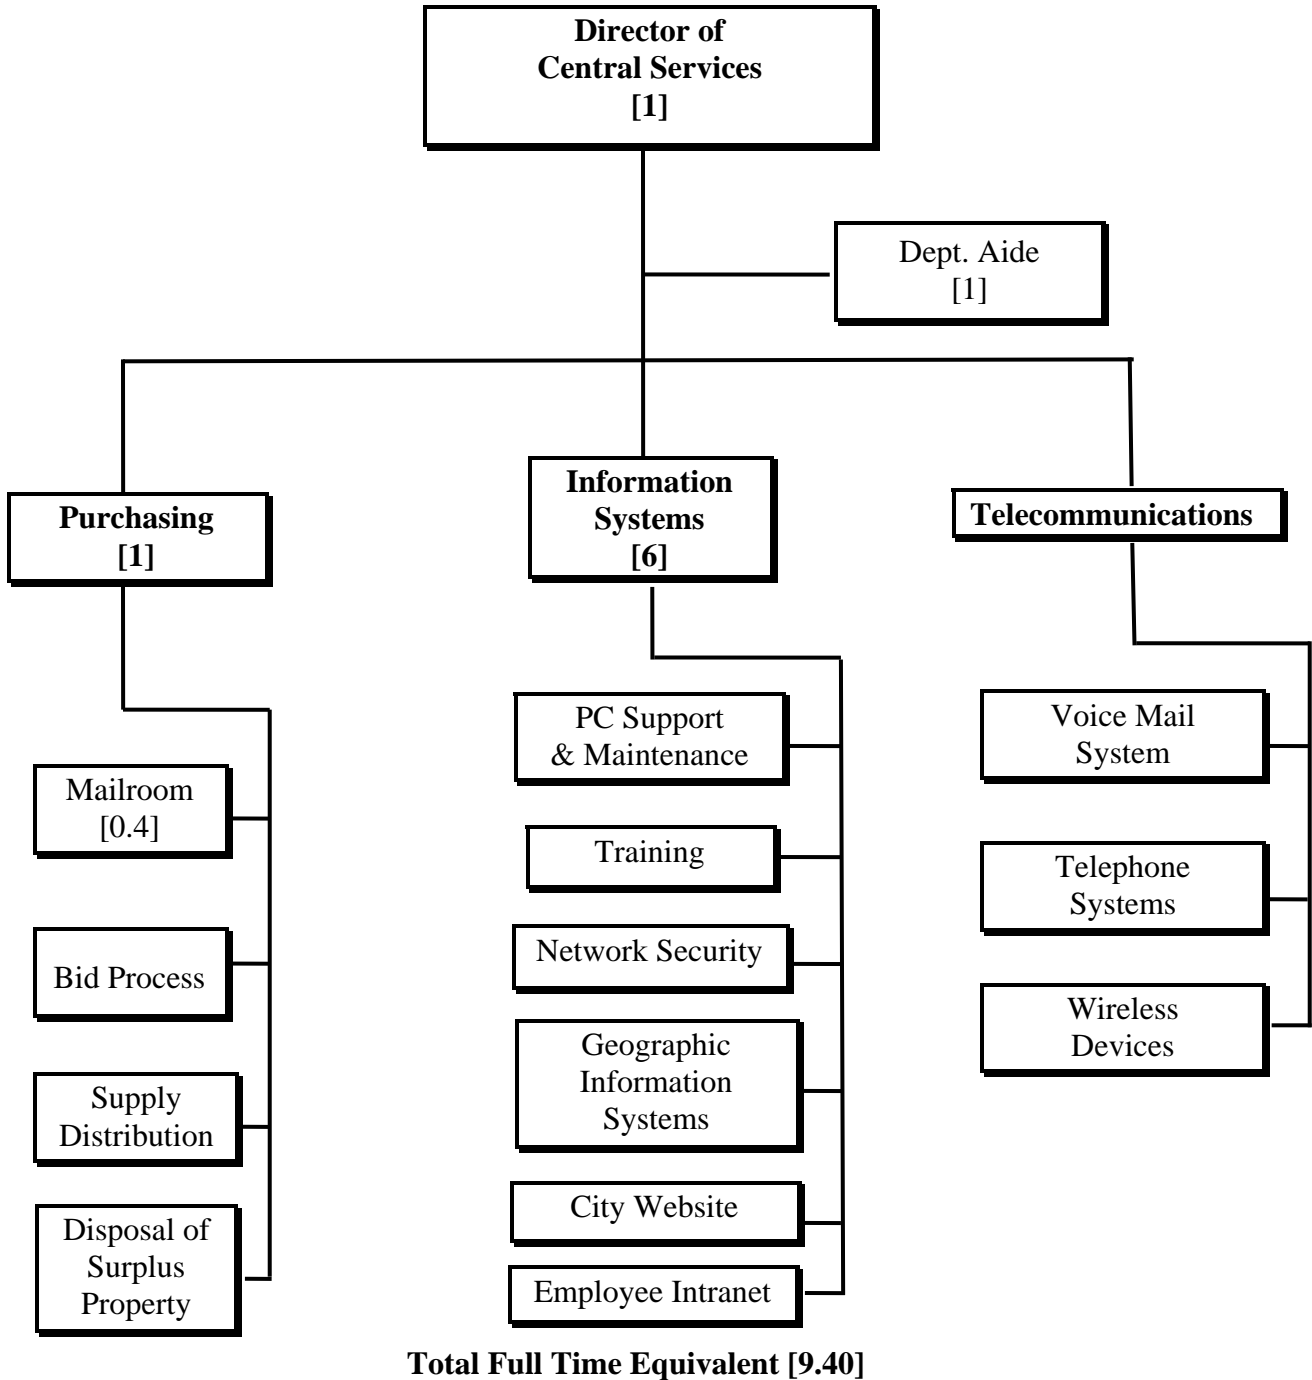 Director of
Central Services
[1]
Dept. Aide
[1]
Purchasing
[1]
Information
Systems
[6]
Telecommunications
Mailroom
[0.4]
Bid Process
Supply
Distribution
Disposal of
Surplus
Property
PC Support
& Maintenance
Training
Network Security
Geographic
Information
Systems
City Website
Employee Intranet
Voice Mail
System
Telephone
Systems
Wireless
Devices
Total Full Time Equivalent [9.40]